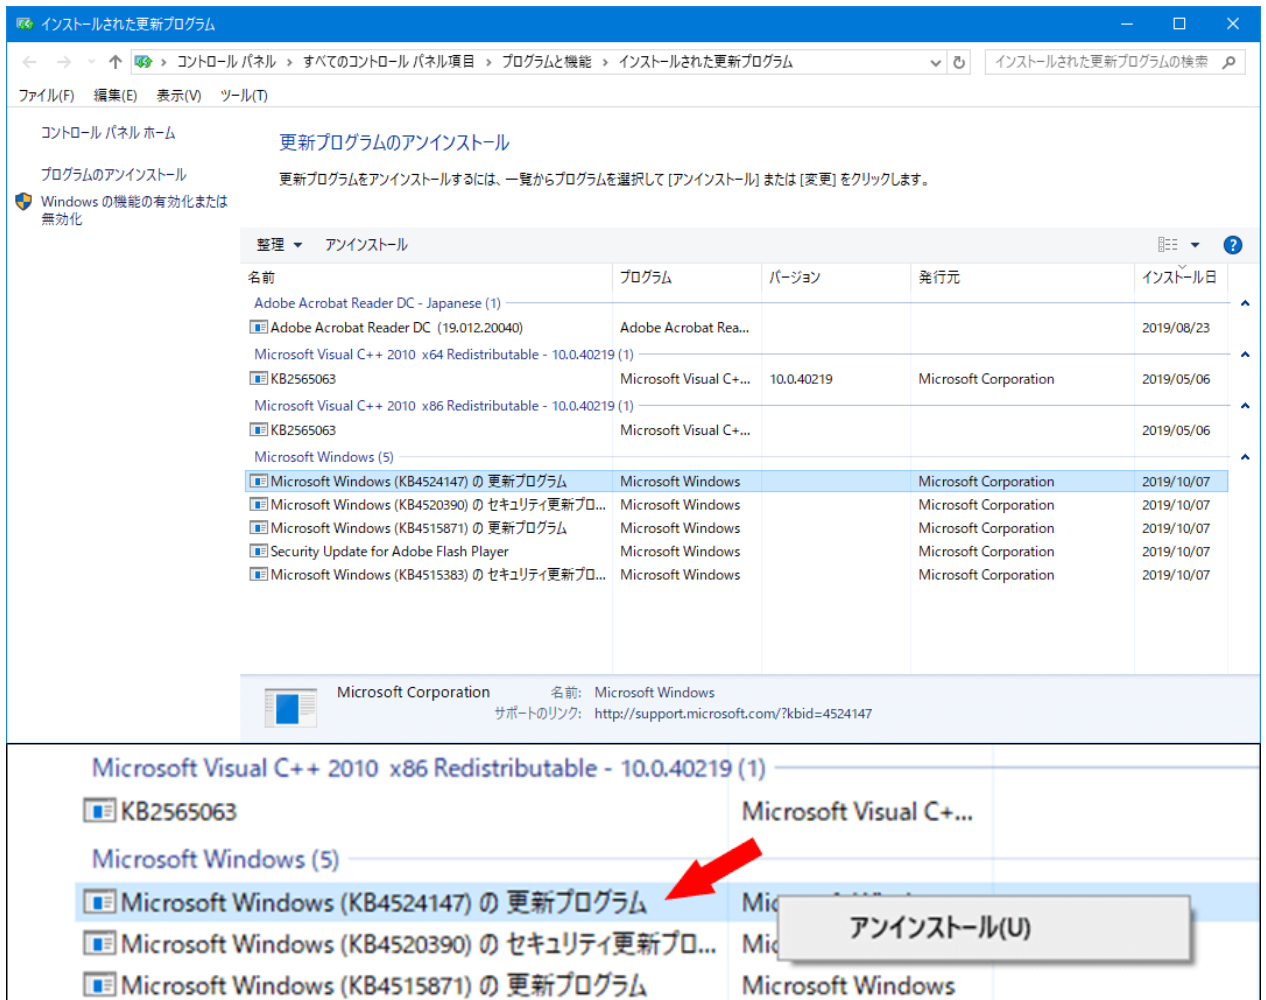 インストールされた更新プログラム
コントロール パネル › すべてのコントロール パネル項目 › プログラムと機能 › インストールされた更新プログラム
インストールされた更新プログラムの検索
ファイル(F) 編集(E) 表示(V) ツール(T)
コントロール パネル ホーム
プログラムのアンインストール
Windows の機能の有効化または
無効化
更新プログラムのアンインストール
更新プログラムをアンインストールするには、一覧からプログラムを選択して [アンインストール] または [変更] をクリックします。
整理 アンインストール
名前 プログラム バージョン 発行元 インストール日
Adobe Acrobat Reader DC - Japanese (1)
Adobe Acrobat Reader DC (19.012.20040) Adobe Acrobat Rea... 2019/08/23
Microsoft Visual C++ 2010 x64 Redistributable - 10.0.40219 (1)
KB2565063 Microsoft Visual C+... 10.0.40219 Microsoft Corporation 2019/05/06
Microsoft Visual C++ 2010 x86 Redistributable - 10.0.40219 (1)
KB2565063 Microsoft Visual C+... 2019/05/06
Microsoft Windows (5)
Microsoft Windows (KB4524147) の 更新プログラム Microsoft Windows Microsoft Corporation 2019/10/07
Microsoft Windows (KB4520390) の セキュリティ更新プロ... Microsoft Windows Microsoft Corporation 2019/10/07
Microsoft Windows (KB4515871) の 更新プログラム Microsoft Windows Microsoft Corporation 2019/10/07
Security Update for Adobe Flash Player Microsoft Windows Microsoft Corporation 2019/10/07
Microsoft Windows (KB4515383) の セキュリティ更新プロ... Microsoft Windows Microsoft Corporation 2019/10/07
Microsoft Corporation 名前: Microsoft Windows
サポートのリンク: http://support.microsoft.com/?kbid=4524147
Microsoft Visual C++ 2010 x86 Redistributable - 10.0.40219 (1)
KB2565063 Microsoft Visual C+...
Microsoft Windows (5)
Microsoft Windows (KB4524147) の 更新プログラム
アンインストール(U)
Microsoft Windows (KB4520390) の セキュリティ更新プロ...
Microsoft Windows (KB4515871) の 更新プログラム Microsoft Windows